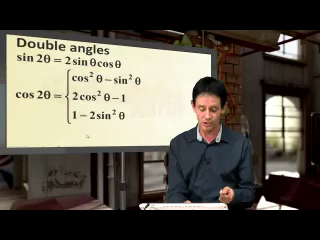 Double angles
sin 2θ = 2 sin θ cos θ
cos 2θ = { cos² θ − sin² θ
2 cos² θ − 1
1 − 2 sin² θ